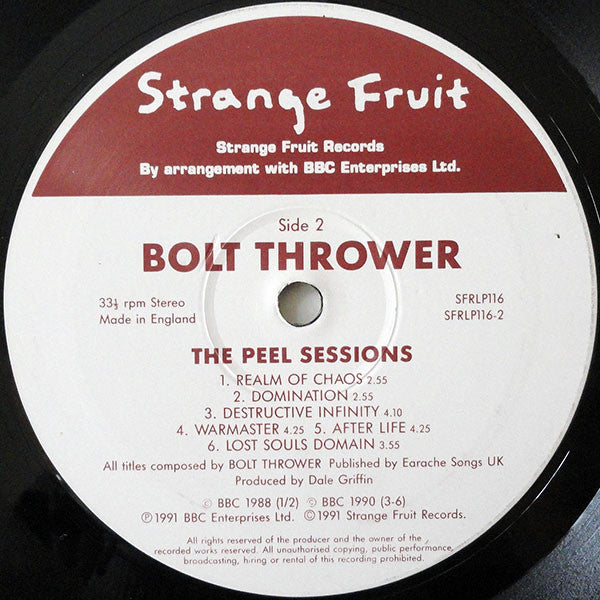 Strange Fruit
Strange Fruit Records
By arrangement with BBC Enterprises Ltd.
Side 2
BOLT THROWER
33⅓ rpm Stereo
Made in England
SFRLP116
SFRLP116-2
THE PEEL SESSIONS
1. REALM OF CHAOS 2.55
2. DOMINATION 2.55
3. DESTRUCTIVE INFINITY 4.10
4. WARMASTER 4.25 5. AFTER LIFE 4.25
6. LOST SOULS DOMAIN 3.55
All titles composed by BOLT THROWER Published by Earache Songs UK
Produced by Dale Griffin
© BBC 1988 (1/2) © BBC 1990 (3-6)
℗1991 BBC Enterprises Ltd. ©1991 Strange Fruit Records.
All rights reserved of the producer and the owner of the
recorded works reserved. All unauthorised copying, public performance,
broadcasting, hiring or rental of this recording prohibited.